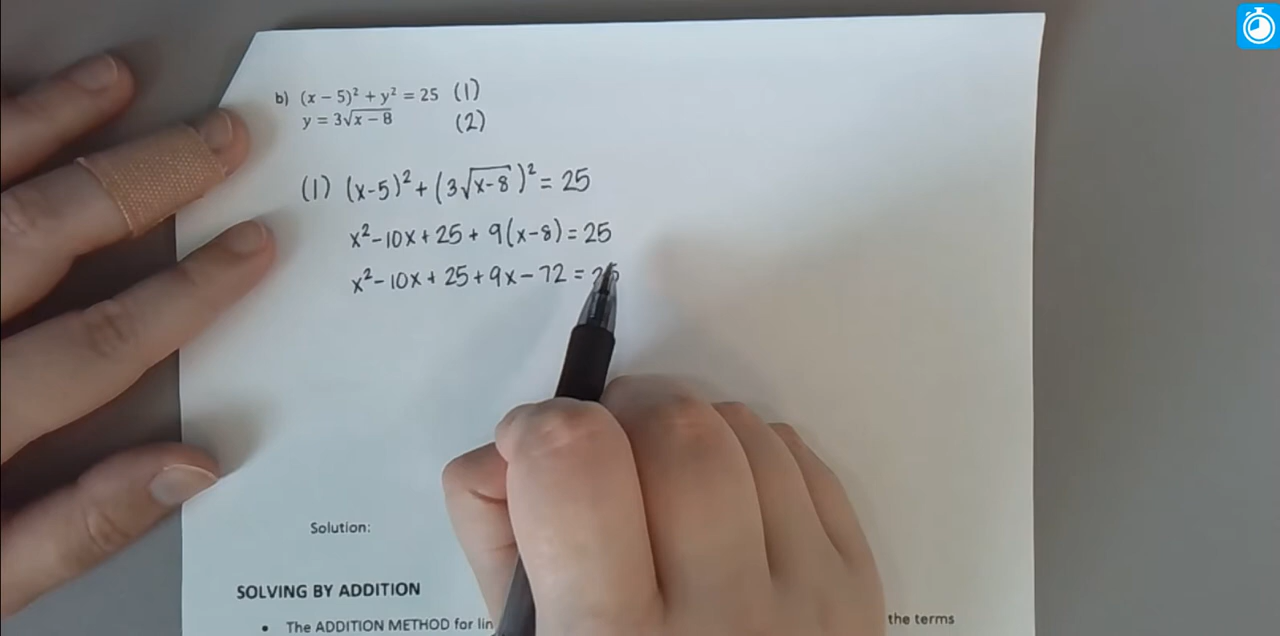 b) (x – 5)² + y² = 25 (1)
y = 3√x – 8 (2)
(1) (x-5)² + (3√x-8)² = 25
x² - 10x + 25 + 9(x-8) = 25
x² - 10x + 25 + 9x - 72 = 25
Solution:
SOLVING BY ADDITION
• The ADDITION METHOD for lin
the terms